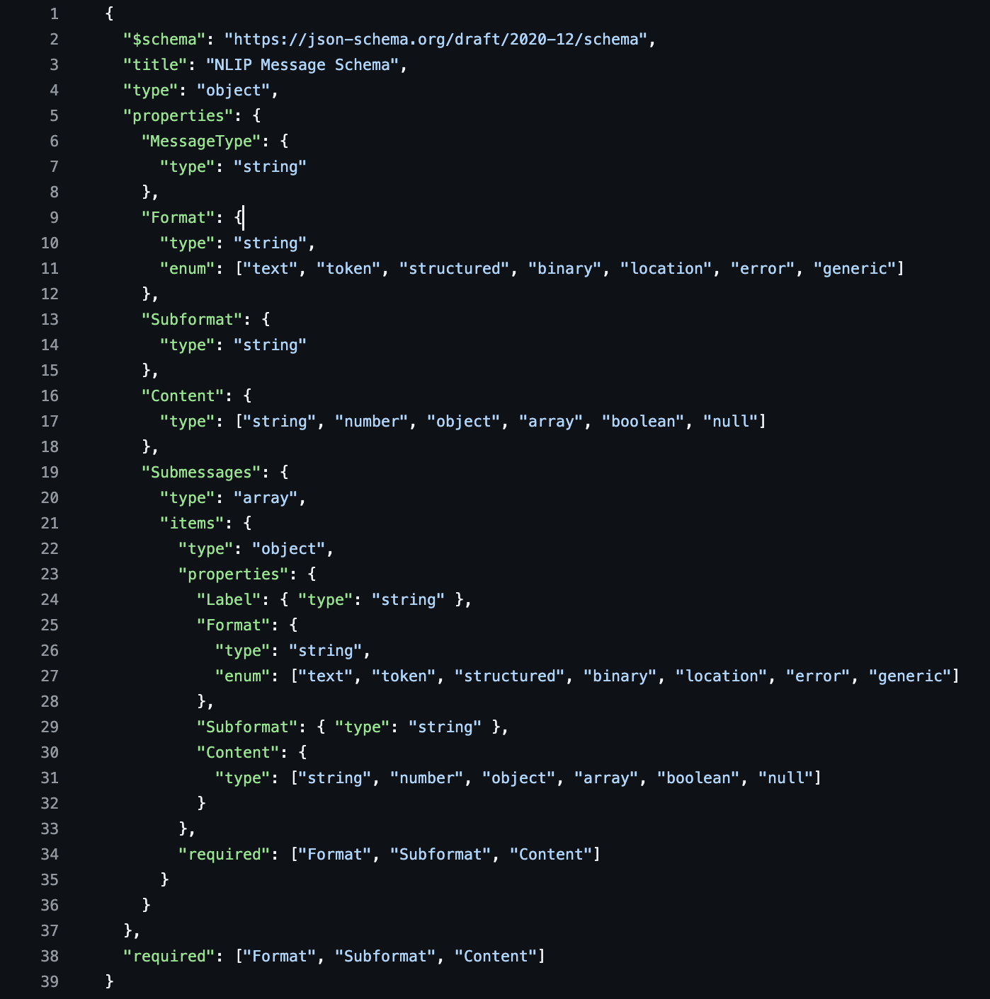 1 {
2 "$schema": "https://json-schema.org/draft/2020-12/schema",
3 "title": "NLIP Message Schema",
4 "type": "object",
5 "properties": {
6 "MessageType": {
7 "type": "string"
8 },
9 "Format": {
10 "type": "string",
11 "enum": ["text", "token", "structured", "binary", "location", "error", "generic"]
12 },
13 "Subformat": {
14 "type": "string"
15 },
16 "Content": {
17 "type": ["string", "number", "object", "array", "boolean", "null"]
18 },
19 "Submessages": {
20 "type": "array",
21 "items": {
22 "type": "object",
23 "properties": {
24 "Label": { "type": "string" },
25 "Format": {
26 "type": "string",
27 "enum": ["text", "token", "structured", "binary", "location", "error", "generic"]
28 },
29 "Subformat": { "type": "string" },
30 "Content": {
31 "type": ["string", "number", "object", "array", "boolean", "null"]
32 }
33 },
34 "required": ["Format", "Subformat", "Content"]
35 }
36 }
37 },
38 "required": ["Format", "Subformat", "Content"]
39 }